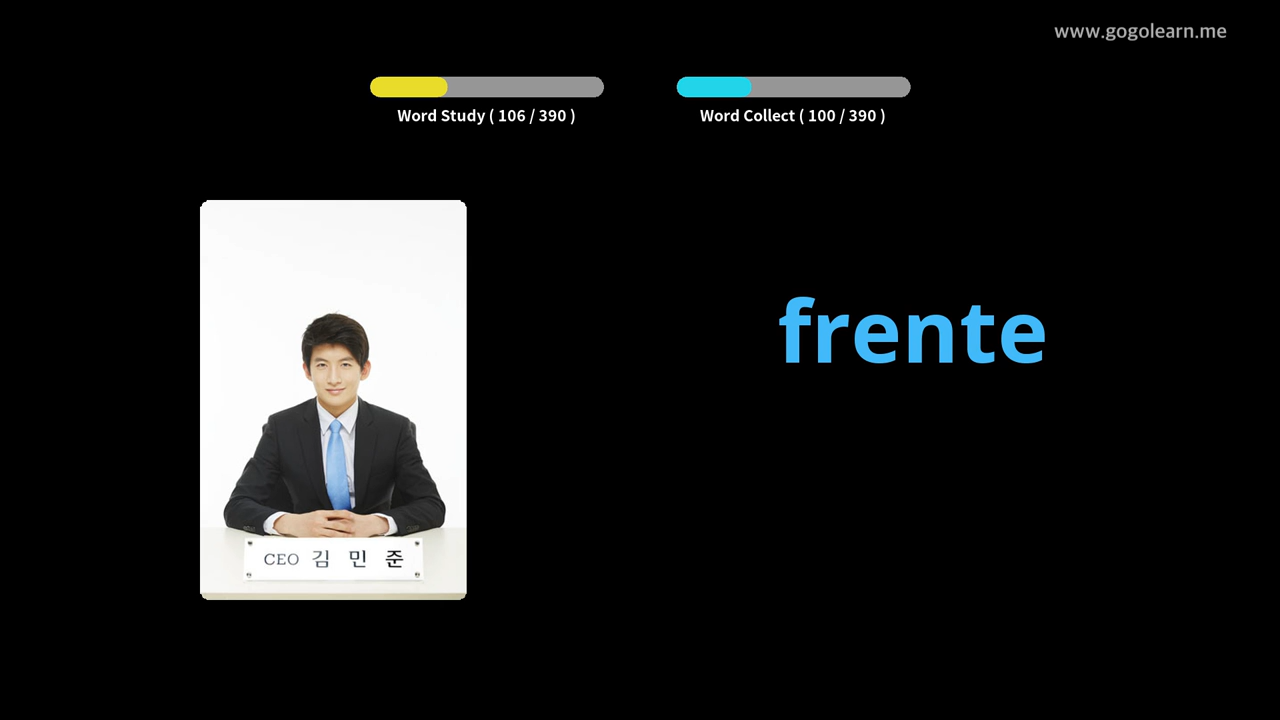 www.gogolearn.me
Word Study ( 106 / 390 )
Word Collect ( 100 / 390 )
frente
CEO 김 민 준